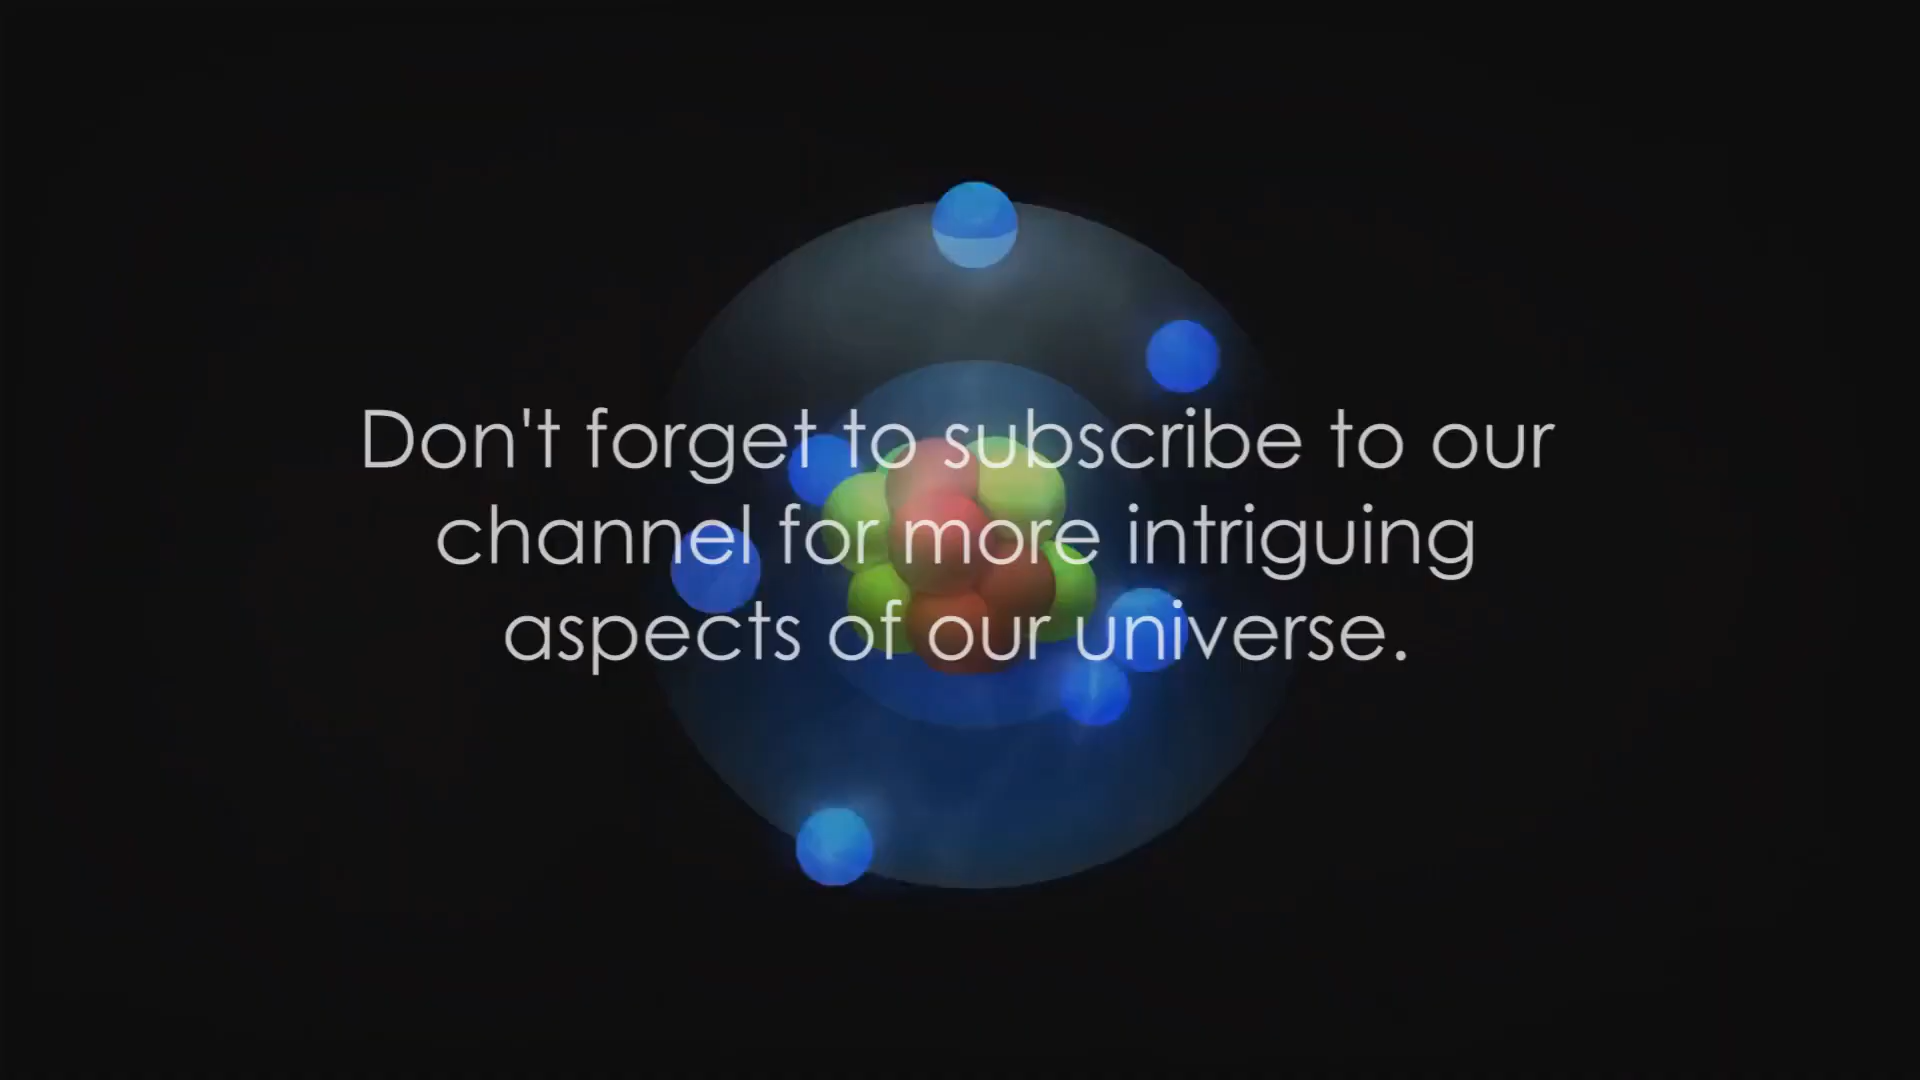 Don't forget to subscribe to our
channel for more intriguing
aspects of our universe.